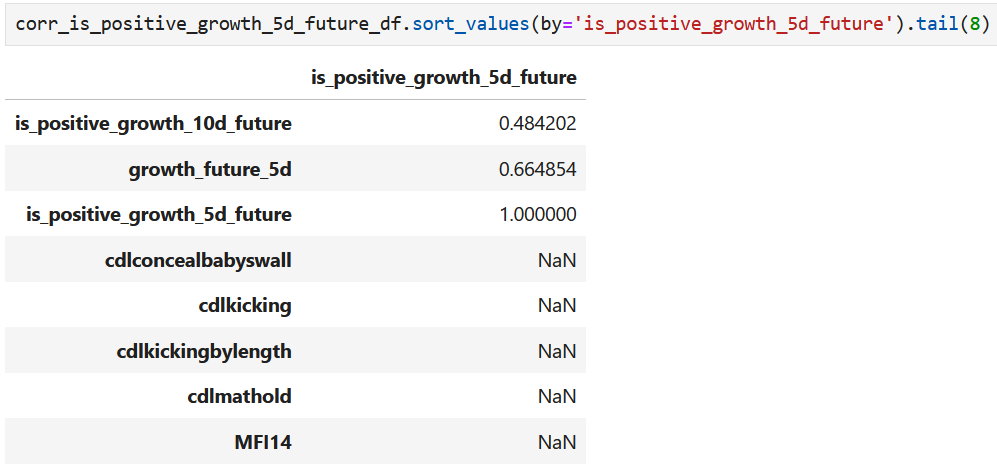 corr_is_positive_growth_5d_future_df.sort_values(by='is_positive_growth_5d_future').tail(8)
is_positive_growth_5d_future
is_positive_growth_10d_future 0.484202
growth_future_5d 0.664854
is_positive_growth_5d_future 1.000000
cdlconcealbabyswall NaN
cdlkicking NaN
cdlkickingbylength NaN
cdlmathold NaN
MFI14 NaN